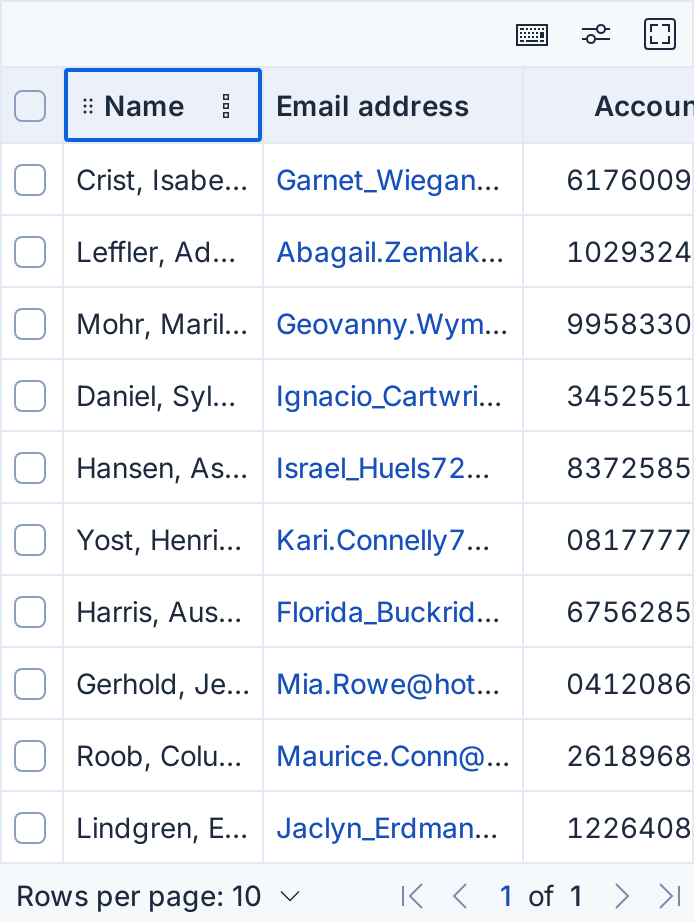 Name Email address Accoun
Crist, Isabe... Garnet_Wiegan... 6176009
Leffler, Ad... Abagail.Zemlak... 1029324
Mohr, Maril... Geovanny.Wym... 9958330
Daniel, Syl... Ignacio_Cartwri... 3452551
Hansen, As... Israel_Huels72... 8372585
Yost, Henri... Kari.Connelly7... 0817777
Harris, Aus... Florida_Buckrid... 6756285
Gerhold, Je... Mia.Rowe@hot... 0412086
Roob, Colu... Maurice.Conn@... 2618968
Lindgren, E... Jaclyn_Erdman... 1226408
Rows per page: 10 1 of 1